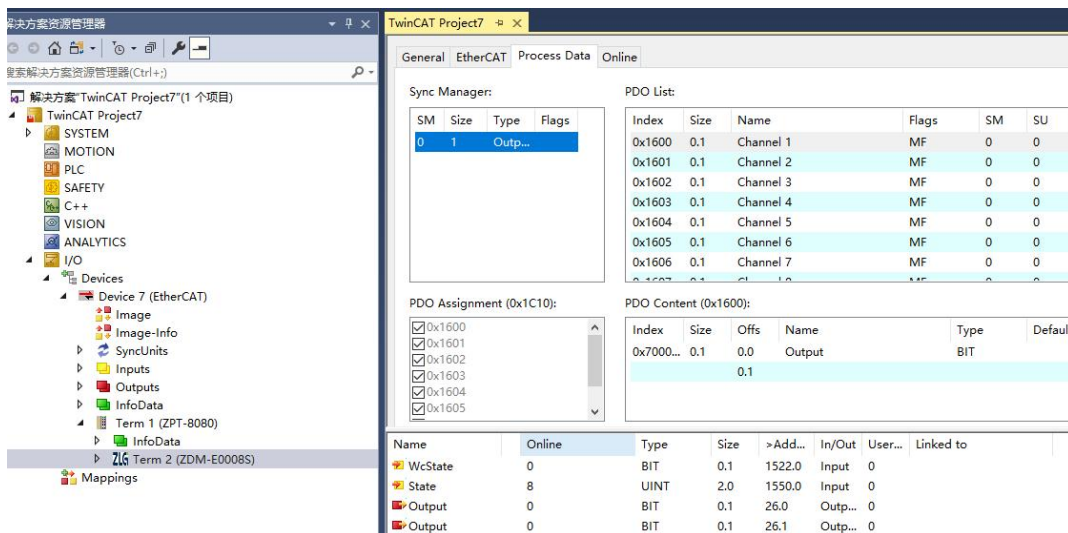 解决方案资源管理器
搜索解决方案资源管理器(Ctrl+;)
解决方案"TwinCAT Project7"(1 个项目)
TwinCAT Project7
SYSTEM
MOTION
PLC
SAFETY
C++
VISION
ANALYTICS
I/O
Devices
Device 7 (EtherCAT)
Image
Image-Info
SyncUnits
Inputs
Outputs
InfoData
Term 1 (ZPT-8080)
InfoData
ZLG Term 2 (ZDM-E0008S)
Mappings
TwinCAT Project7
General EtherCAT Process Data Online
Sync Manager:
SM Size Type Flags
0 1 Outp...
PDO List:
Index Size Name Flags SM SU
0x1600 0.1 Channel 1 MF 0 0
0x1601 0.1 Channel 2 MF 0 0
0x1602 0.1 Channel 3 MF 0 0
0x1603 0.1 Channel 4 MF 0 0
0x1604 0.1 Channel 5 MF 0 0
0x1605 0.1 Channel 6 MF 0 0
0x1606 0.1 Channel 7 MF 0 0
PDO Assignment (0x1C10):
0x1600
0x1601
0x1602
0x1603
0x1604
0x1605
PDO Content (0x1600):
Index Size Offs Name Type Defaul
0x7000... 0.1 0.0 Output BIT
0.1
Name Online Type Size >Add... In/Out User... Linked to
WcState 0 BIT 0.1 1522.0 Input 0
State 8 UINT 2.0 1550.0 Input 0
Output 0 BIT 0.1 26.0 Outp... 0
Output 0 BIT 0.1 26.1 Outp... 0